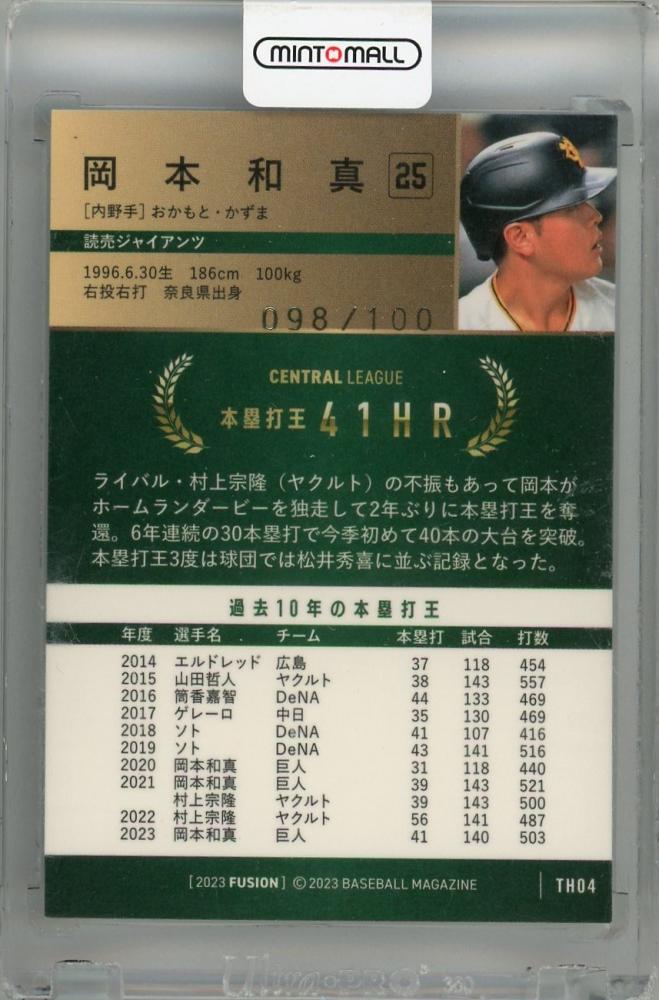 MINTMALL
岡本和真 25
[内野手] おかもと・かずま
読売ジャイアンツ
1996.6.30生 186cm 100kg
右投右打 奈良県出身
098/100
CENTRAL LEAGUE
本塁打王 41HR
ライバル・村上宗隆（ヤクルト）の不振もあって岡本が
ホームランダービーを独走して2年ぶりに本塁打王を奪
還。6年連続の30本塁打で今季初めて40本の大台を突破。
本塁打王3度は球団では松井秀喜に並ぶ記録となった。
過去10年の本塁打王
年度 選手名 チーム 本塁打 試合 打数
2014 エルドレッド 広島 37 118 454
2015 山田哲人 ヤクルト 38 143 557
2016 筒香嘉智 DeNA 44 133 469
2017 ゲレーロ 中日 35 130 469
2018 ソト DeNA 41 107 416
2019 ソト DeNA 43 141 516
2020 岡本和真 巨人 31 118 440
2021 岡本和真 巨人 39 143 521
村上宗隆 ヤクルト 39 143 500
2022 村上宗隆 ヤクルト 56 141 487
2023 岡本和真 巨人 41 140 503
[2023 FUSION] ©2023 BASEBALL MAGAZINE TH04
Ultra•PRO